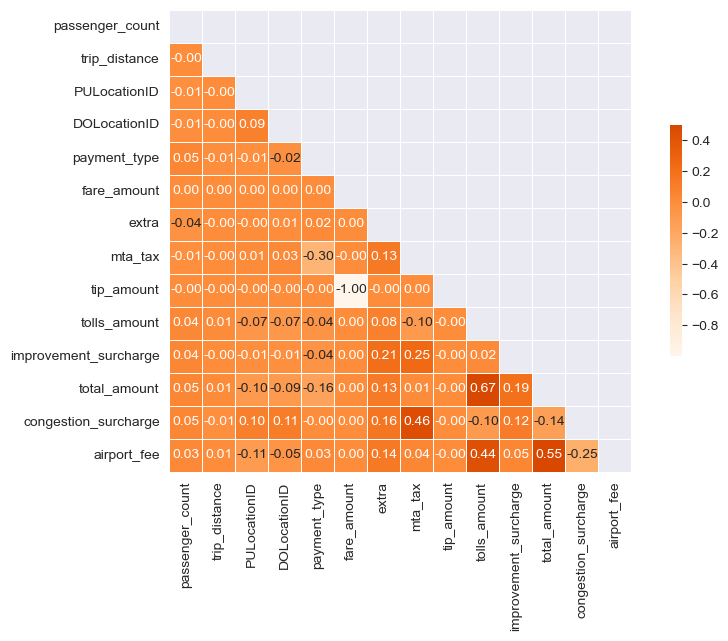 passenger_count
trip_distance -0.00
PULocationID -0.01 -0.00
DOLocationID -0.01 -0.00 0.09
payment_type 0.05 -0.01 -0.01 -0.02
fare_amount 0.00 0.00 0.00 0.00 0.00
extra -0.04 -0.00 -0.00 0.01 0.02 0.00
mta_tax -0.01 -0.00 0.01 0.03 -0.30 -0.00 0.13
tip_amount -0.00 -0.00 -0.00 -0.00 -0.00 -1.00 -0.00 0.00
tolls_amount 0.04 0.01 -0.07 -0.07 -0.04 0.00 0.08 -0.10 -0.00
improvement_surcharge 0.04 -0.00 -0.01 -0.01 -0.04 0.00 0.21 0.25 -0.00 0.02
total_amount 0.05 0.01 -0.10 -0.09 -0.16 0.00 0.13 0.01 -0.00 0.67 0.19
congestion_surcharge 0.05 -0.01 0.10 0.11 -0.00 0.00 0.16 0.46 -0.00 -0.10 0.12 -0.14
airport_fee 0.03 0.01 -0.11 -0.05 0.03 0.00 0.14 0.04 -0.00 0.44 0.05 0.55 -0.25
passenger_count
trip_distance
PULocationID
DOLocationID
payment_type
fare_amount
extra
mta_tax
tip_amount
tolls_amount
improvement_surcharge
total_amount
congestion_surcharge
airport_fee
0.4
0.2
0.0
−0.2
−0.4
−0.6
−0.8